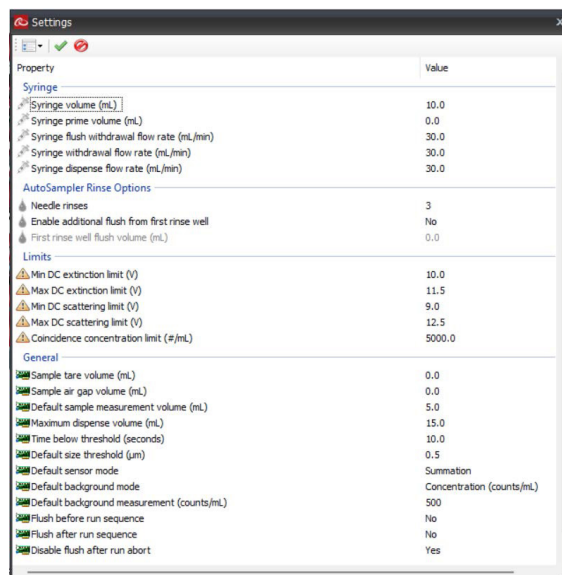 Settings
Property Value
Syringe
Syringe volume (mL) 10.0
Syringe prime volume (mL) 0.0
Syringe flush withdrawal flow rate (mL/min) 30.0
Syringe withdrawal flow rate (mL/min) 30.0
Syringe dispense flow rate (mL/min) 30.0
AutoSampler Rinse Options
Needle rinses 3
Enable additional flush from first rinse well No
First rinse well flush volume (mL) 0.0
Limits
Min DC extinction limit (V) 10.0
Max DC extinction limit (V) 11.5
Min DC scattering limit (V) 9.0
Max DC scattering limit (V) 12.5
Coincidence concentration limit (#/mL) 5000.0
General
Sample tare volume (mL) 0.0
Sample air gap volume (mL) 0.0
Default sample measurement volume (mL) 5.0
Maximum dispense volume (mL) 15.0
Time below threshold (seconds) 10.0
Default size threshold (µm) 0.5
Default sensor mode Summation
Default background mode Concentration (counts/mL)
Default background measurement (counts/mL) 500
Flush before run sequence No
Flush after run sequence No
Disable flush after run abort Yes